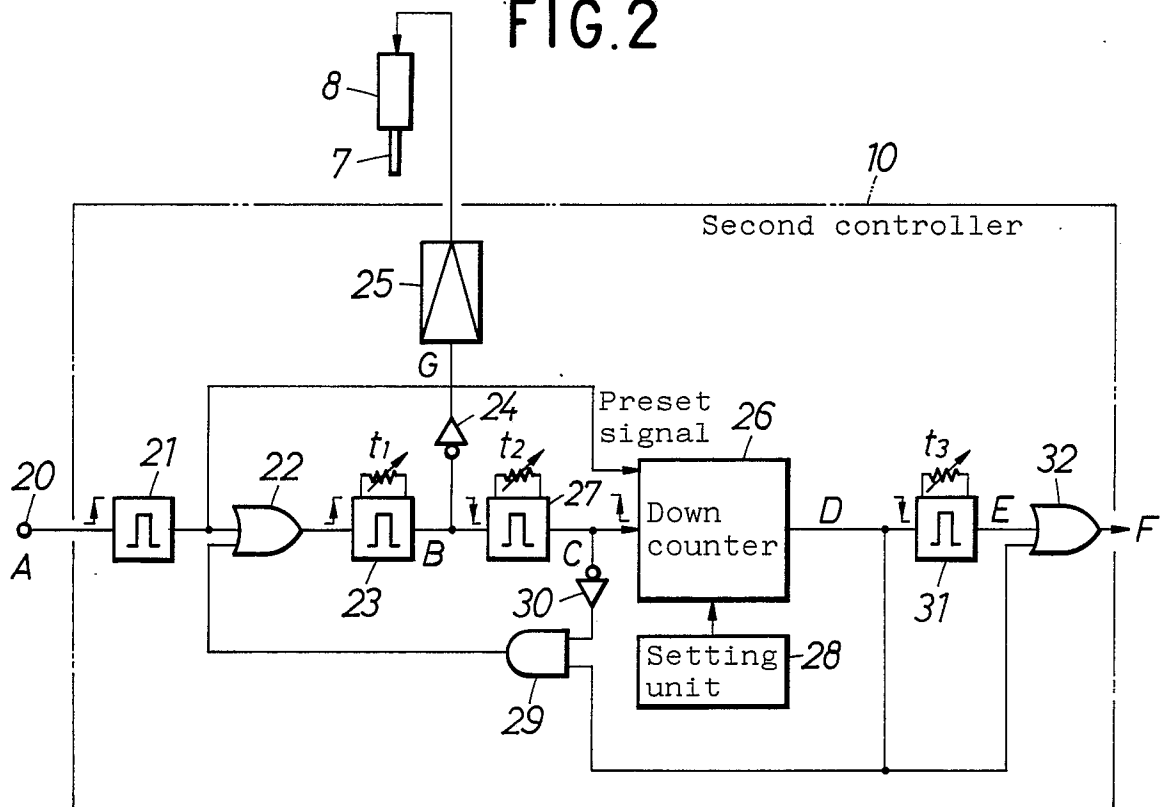 FIG.2
8
7
10
Second controller
25
G
Preset
signal
24
26
20
21
22
t1
t2
27
t3
32
A
B
C
Down
counter
D
E
F
23
30
31
29
Setting
unit
28